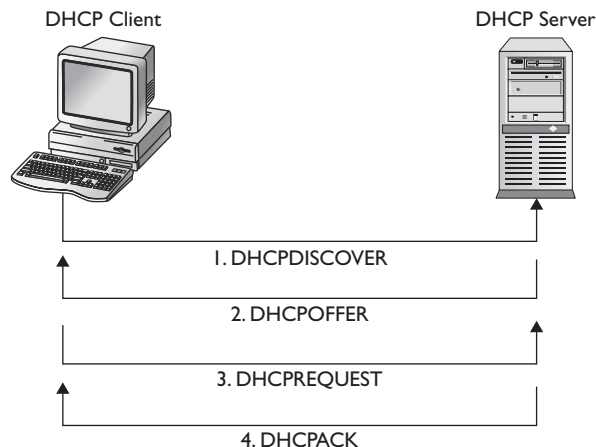 DHCP Client
DHCP Server
1. DHCPDISCOVER
2. DHCPOFFER
3. DHCPREQUEST
4. DHCPACK